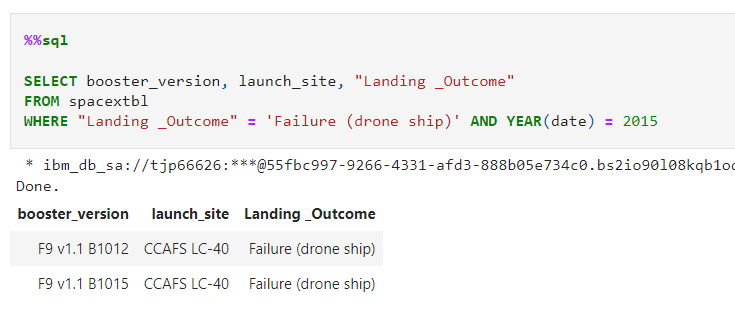 %%sql
SELECT booster_version, launch_site, "Landing _Outcome"
FROM spacextbl
WHERE "Landing _Outcome" = 'Failure (drone ship)' AND YEAR(date) = 2015
* ibm_db_sa://tjp66626:***@55fbc997-9266-4331-afd3-888b05e734c0.bs2io90l08kqb1od
Done.
booster_version launch_site Landing _Outcome
F9 v1.1 B1012 CCAFS LC-40 Failure (drone ship)
F9 v1.1 B1015 CCAFS LC-40 Failure (drone ship)